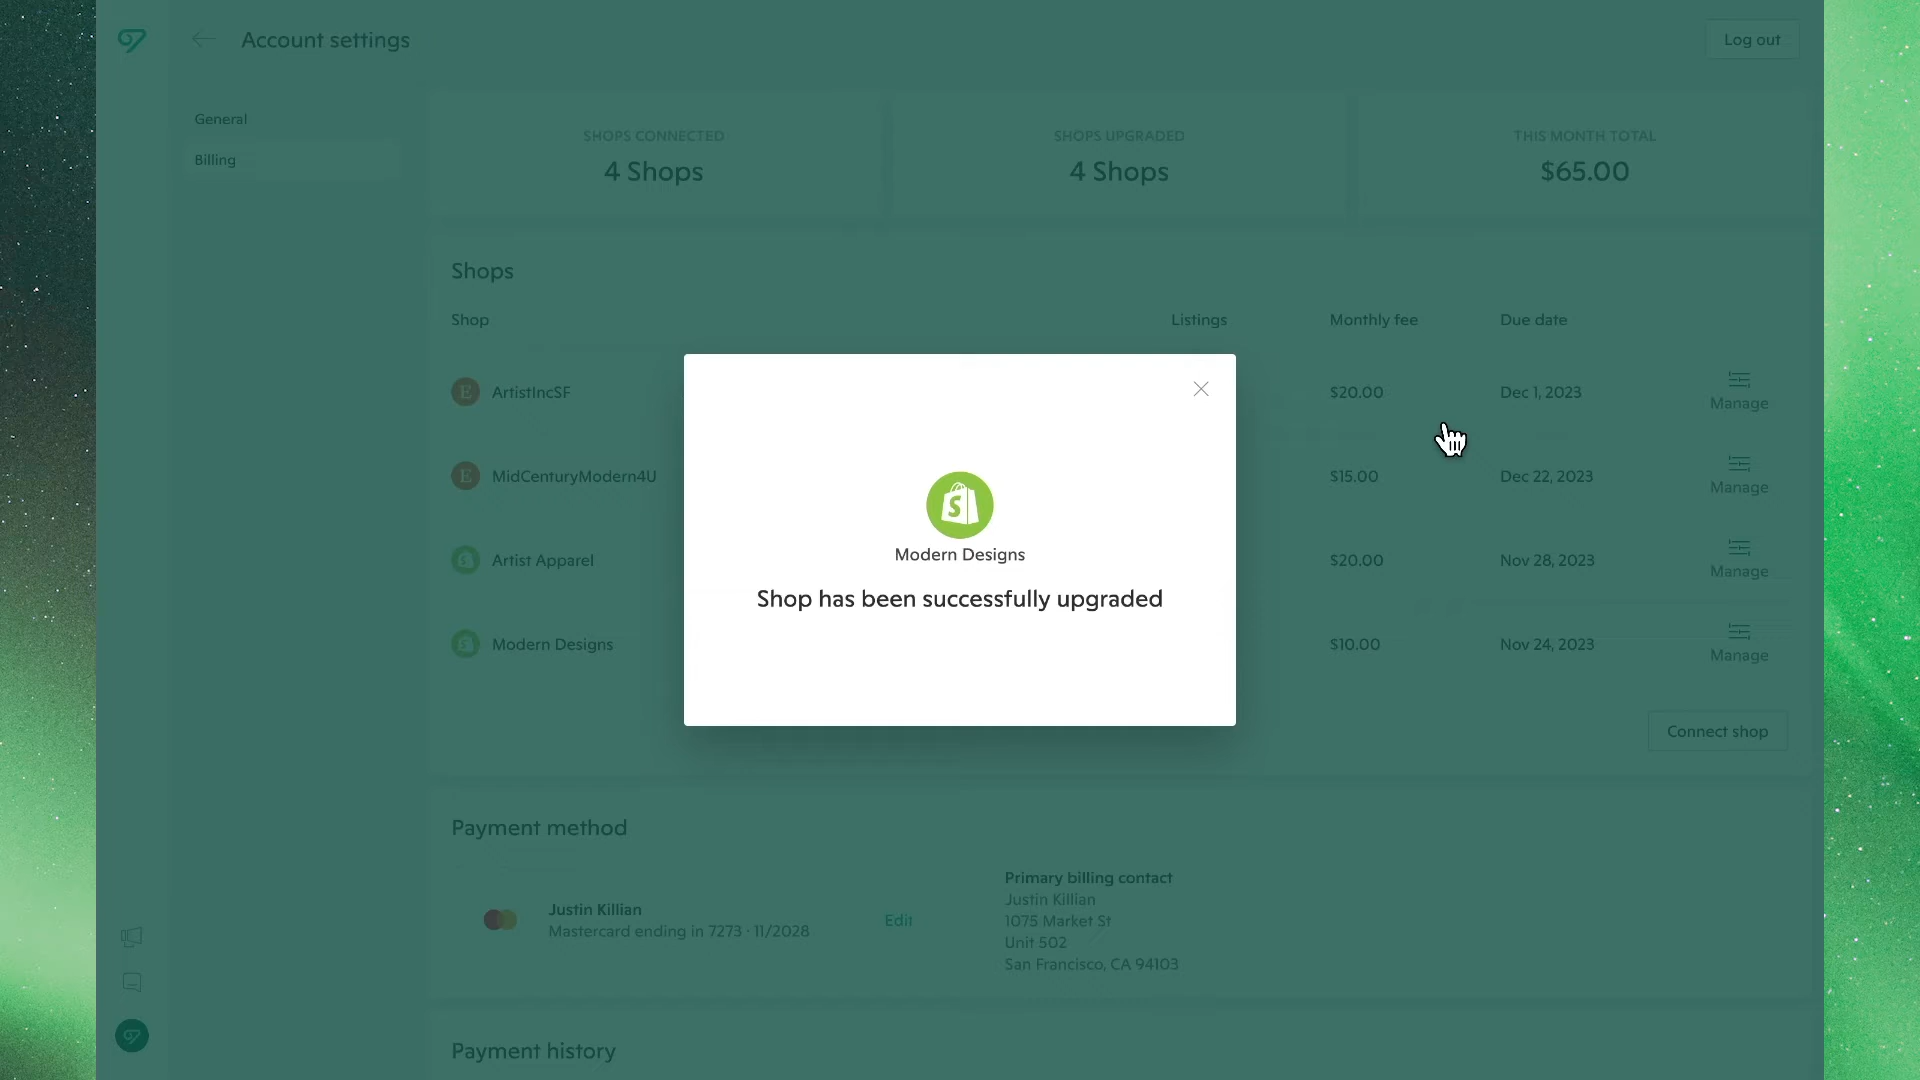 Account settings
Log out
General
Billing
SHOPS CONNECTED
4 Shops
SHOPS UPGRADED
4 Shops
THIS MONTH TOTAL
$65.00
Shops
Shop Listings Monthly fee Due date
E ArtistIncSF $20.00 Dec 1, 2023 Manage
E MidCenturyModern4U $15.00 Dec 22, 2023 Manage
S Artist Apparel $20.00 Nov 28, 2023 Manage
S Modern Designs $10.00 Nov 24, 2023 Manage
S
Modern Designs
Shop has been successfully upgraded
Connect shop
Payment method
Justin Killian
Mastercard ending in 7273 · 11/2028
Edit
Primary billing contact
Justin Killian
1075 Market St
Unit 502
San Francisco, CA 94103
Payment history